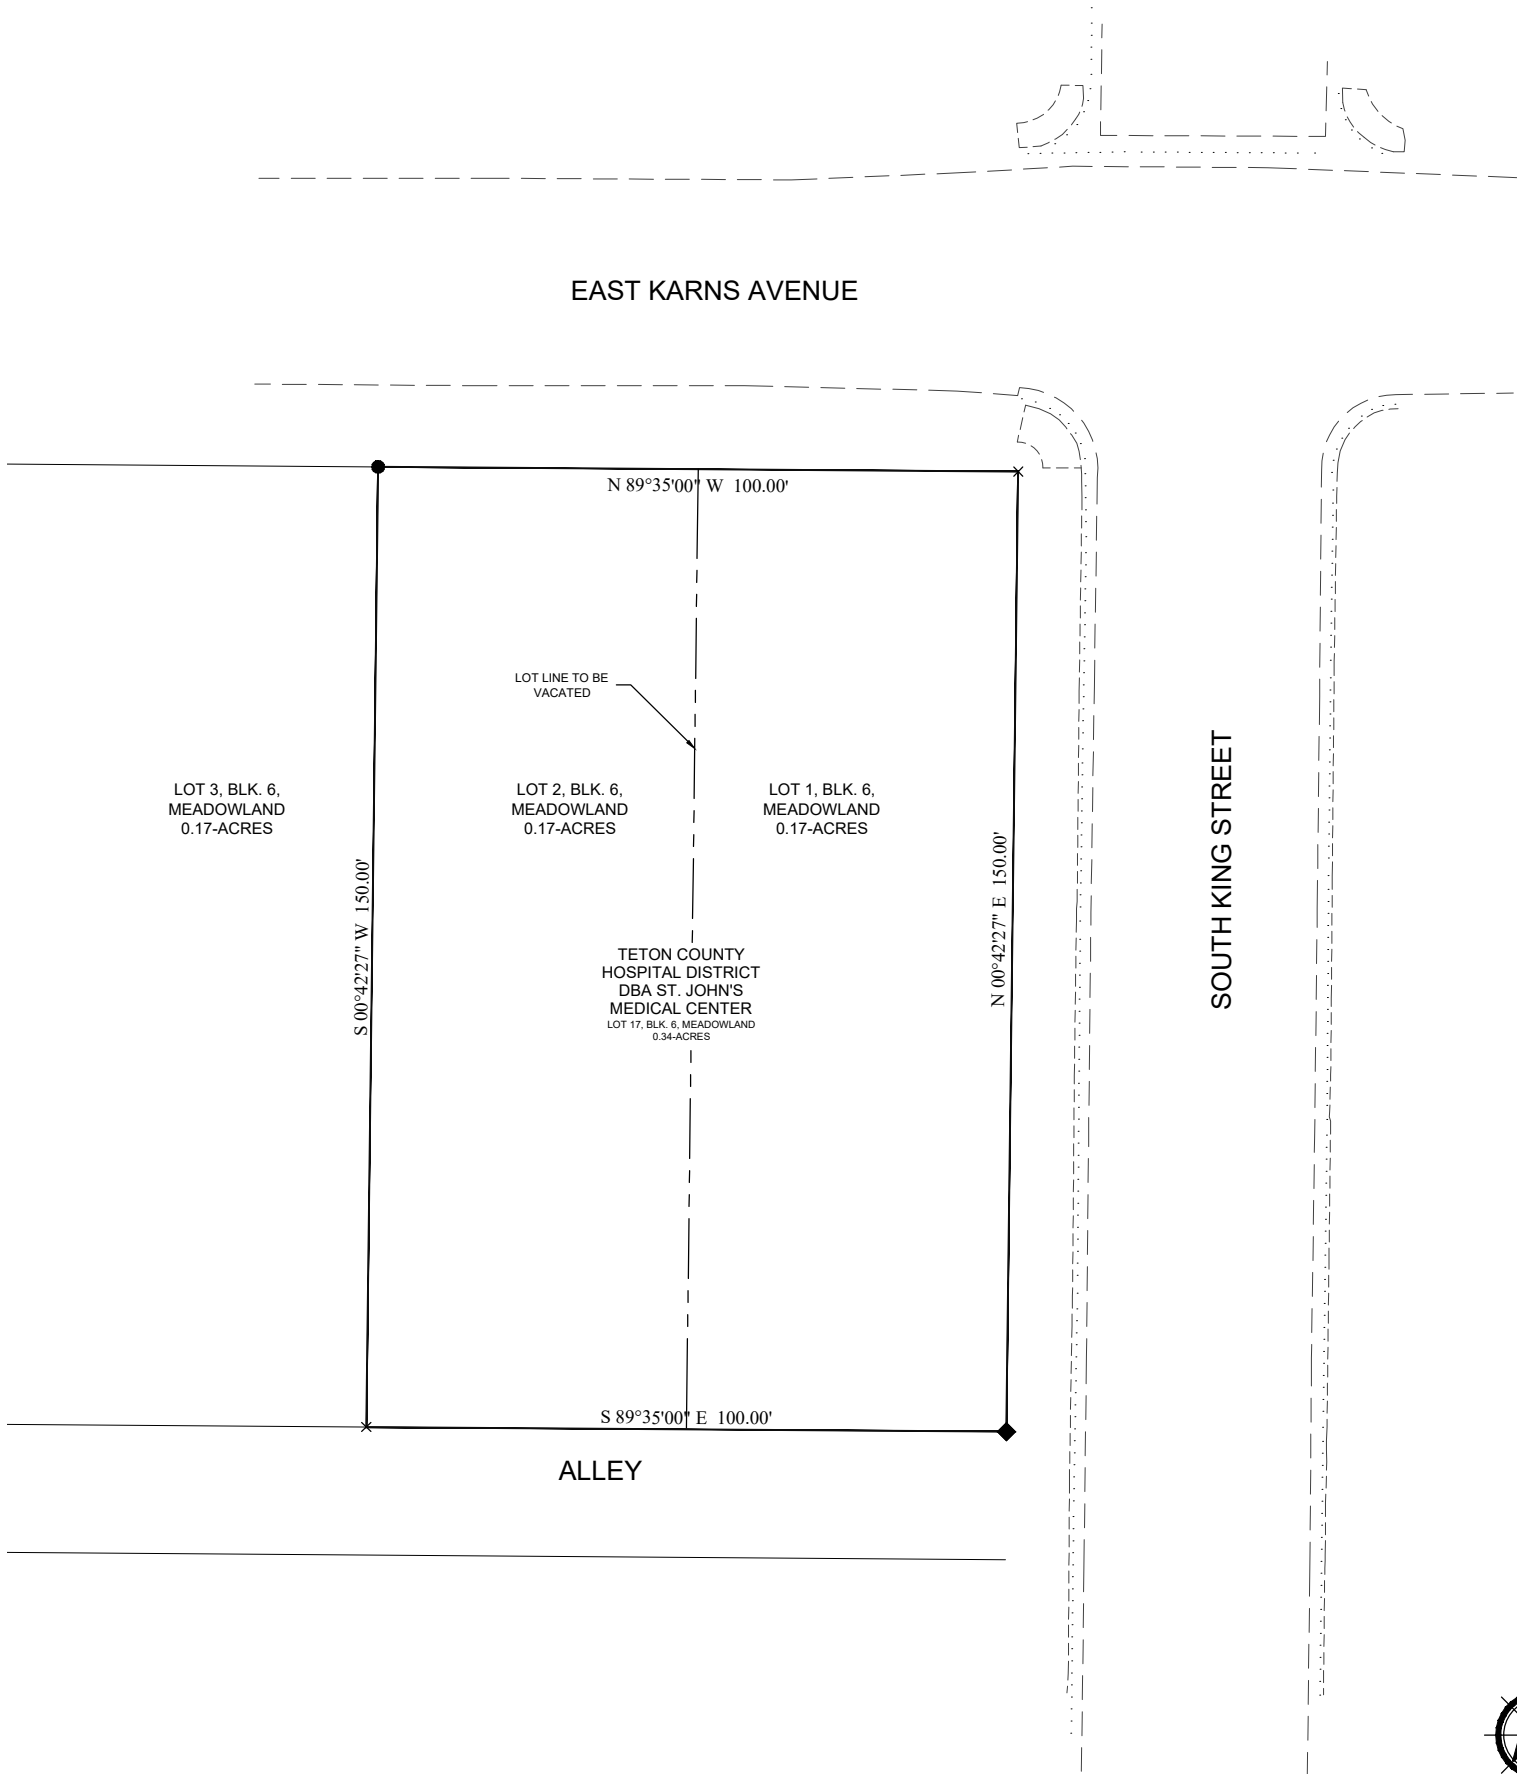 EAST KARNS AVENUE
N 89°35'00" W 100.00'
LOT LINE TO BE
VACATED
LOT 3, BLK. 6,
MEADOWLAND
0.17-ACRES
LOT 2, BLK. 6,
MEADOWLAND
0.17-ACRES
LOT 1, BLK. 6,
MEADOWLAND
0.17-ACRES
SOUTH KING STREET
S 00°42'27" W 150.00'
N 00°42'27" E 150.00'
TETON COUNTY
HOSPITAL DISTRICT
DBA ST. JOHN'S
MEDICAL CENTER
LOT 17, BLK. 6, MEADOWLAND
0.34-ACRES
S 89°35'00" E 100.00'
ALLEY